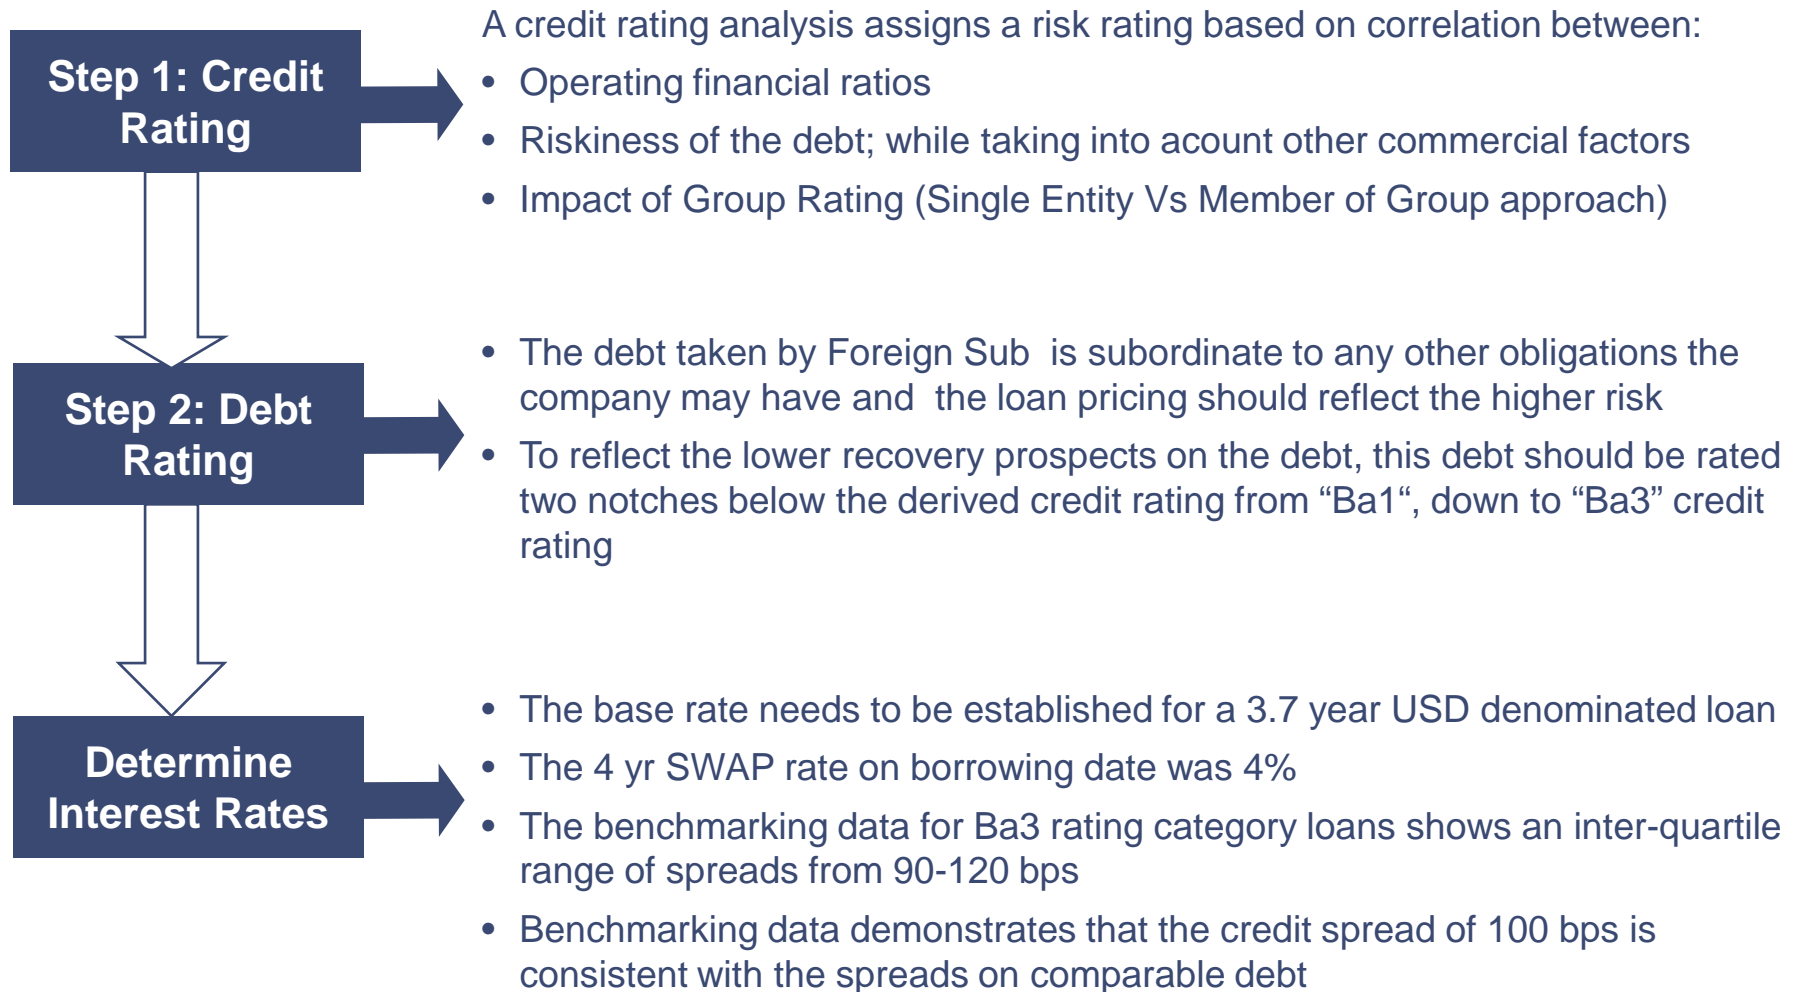 Step 1: Credit
Rating
A credit rating analysis assigns a risk rating based on correlation between:
• Operating financial ratios
• Riskiness of the debt; while taking into acount other commercial factors
• Impact of Group Rating (Single Entity Vs Member of Group approach)
Step 2: Debt
Rating
• The debt taken by Foreign Sub  is subordinate to any other obligations the
company may have and  the loan pricing should reflect the higher risk
• To reflect the lower recovery prospects on the debt, this debt should be rated
two notches below the derived credit rating from “Ba1“, down to “Ba3” credit
rating
Determine
Interest Rates
• The base rate needs to be established for a 3.7 year USD denominated loan
• The 4 yr SWAP rate on borrowing date was 4%
• The benchmarking data for Ba3 rating category loans shows an inter-quartile
range of spreads from 90-120 bps
• Benchmarking data demonstrates that the credit spread of 100 bps is
consistent with the spreads on comparable debt